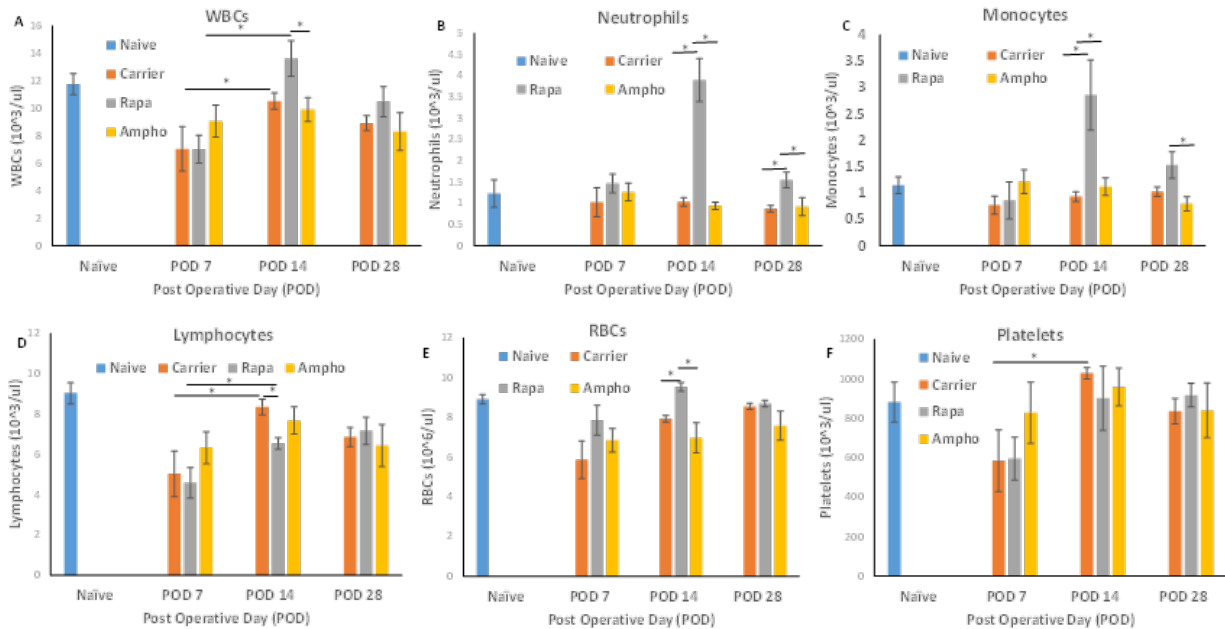 A
WBCs
WBCs (10^3/ul)
16
14
12
10
8
6
4
2
0
Naive
Carrier
Rapa
Ampho
*
*
*
Naïve
POD 7
POD 14
POD 28
Post Operative Day (POD)
B
Neutrophils
Neutrophils (10^3/ul)
5
4.5
4
3.5
3
2.5
2
1.5
1
0.5
0
Naive
Carrier
Rapa
Ampho
*
*
*
*
Naïve
POD 7
POD 14
POD 28
Post Operative Day (POD)
C
Monocytes
Monocytes (10^3/ul)
4
3.5
3
2.5
2
1.5
1
0.5
0
Naive
Carrier
Rapa
Ampho
*
*
*
Naïve
POD 7
POD 14
POD 28
Post Operative Day (POD)
D
Lymphocytes
Lymphocytes (10^3/ul)
12
10
8
6
4
2
0
Naive
Carrier
Rapa
Ampho
*
*
*
Naïve
POD 7
POD 14
POD 28
Post Operative Day (POD)
E
RBCs
RBCs (10^6/ul)
12
10
8
6
4
2
0
Naive
Carrier
Rapa
Ampho
*
*
Naïve
POD 7
POD 14
POD 28
Post Operative Day (POD)
F
Platelets
Platelets (10^3/ul)
1200
1000
800
600
400
200
0
Naive
Carrier
Rapa
Ampho
*
Naïve
POD 7
POD 14
POD 28
Post Operative Day (POD)